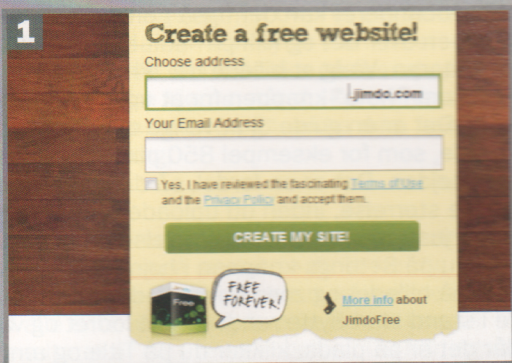 1
Create a free website!
Choose address
.jimdo.com
Your Email Address
Yes, I have reviewed the fascinating Terms of Use
and the Privacy Policy and accept them.
CREATE MY SITE!
Free
FREE
FOREVER!
More info about
JimdoFree